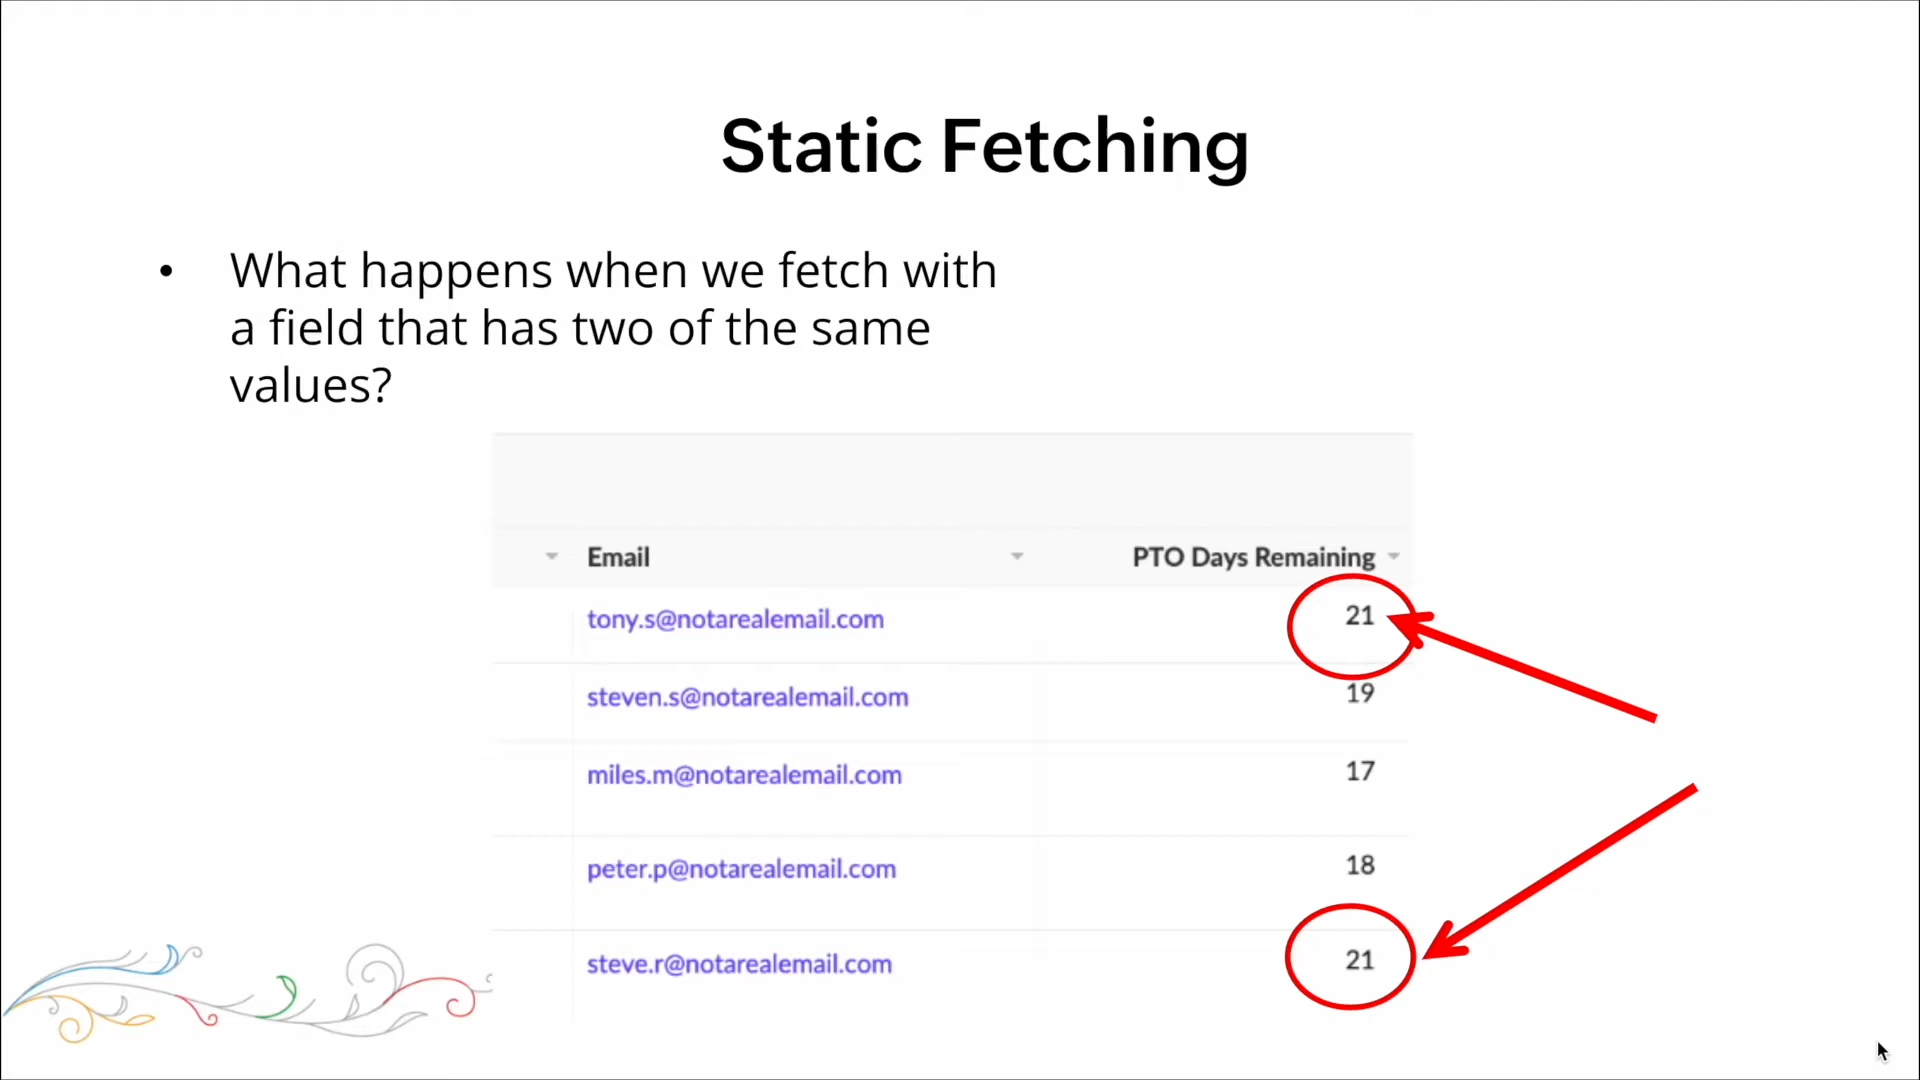 Static Fetching
• What happens when we fetch with
a field that has two of the same
values?
Email PTO Days Remaining
tony.s@notarealemail.com 21
steven.s@notarealemail.com 19
miles.m@notarealemail.com 17
peter.p@notarealemail.com 18
steve.r@notarealemail.com 21